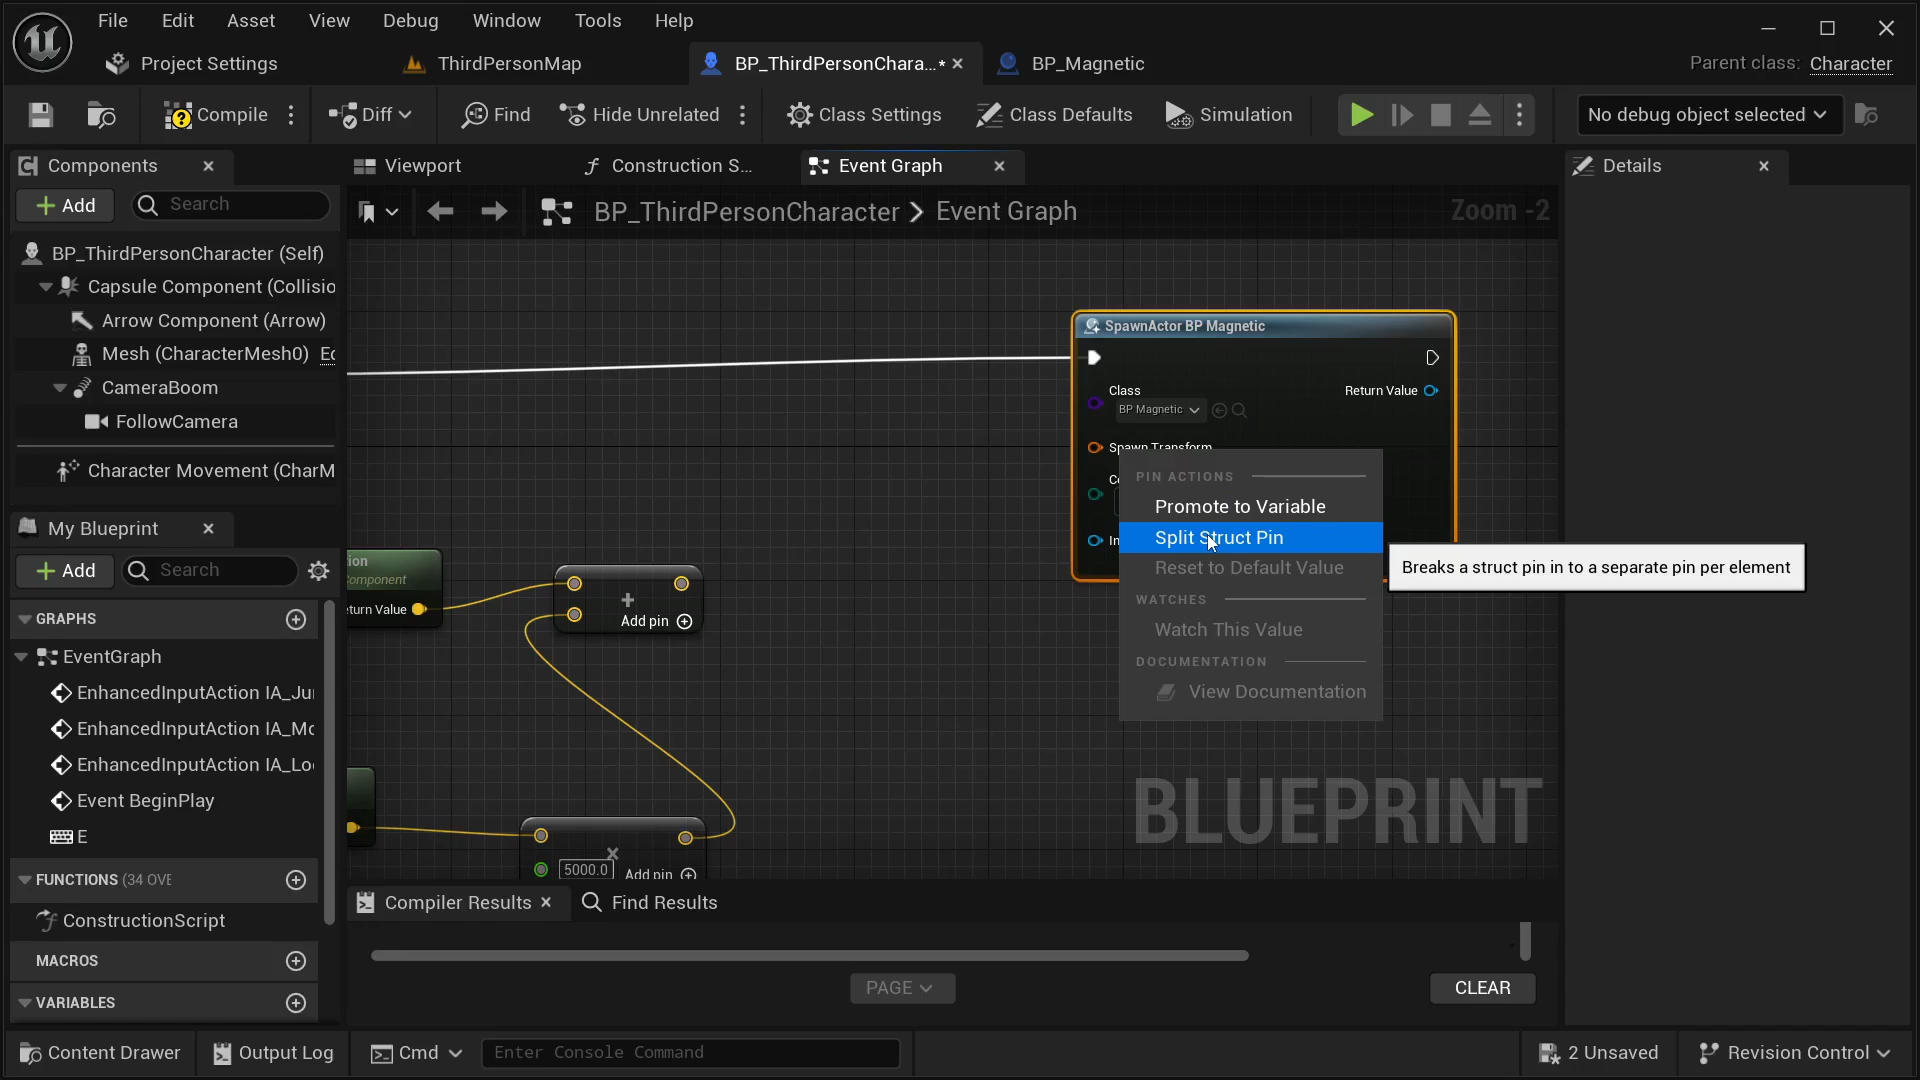 File Edit Asset View Debug Window Tools Help
Project Settings ThirdPersonMap BP_ThirdPersonChara...* BP_Magnetic Parent class: Character
Compile Diff Find Hide Unrelated Class Settings Class Defaults Simulation No debug object selected
Components Viewport Construction S... Event Graph Details
Add Search BP_ThirdPersonCharacter > Event Graph Zoom -2
BP_ThirdPersonCharacter (Self)
Capsule Component (Collisio
Arrow Component (Arrow)
Mesh (CharacterMesh0) Ec
CameraBoom
FollowCamera
Character Movement (CharM
SpawnActor BP Magnetic
Class Return Value
BP Magnetic
Spawn Transform
PIN ACTIONS
Promote to Variable
Split Struct Pin
Reset to Default Value
WATCHES
Watch This Value
DOCUMENTATION
View Documentation
Breaks a struct pin in to a separate pin per element
ion
Component
eturn Value
+
Add pin
×
5000.0 Add pin
BLUEPRINT
My Blueprint
Add Search
GRAPHS
EventGraph
EnhancedInputAction IA_Ju
EnhancedInputAction IA_Mo
EnhancedInputAction IA_Lo
Event BeginPlay
E
FUNCTIONS (34 OVE
ConstructionScript
MACROS
VARIABLES
Compiler Results Find Results
PAGE CLEAR
Content Drawer Output Log Cmd Enter Console Command 2 Unsaved Revision Control